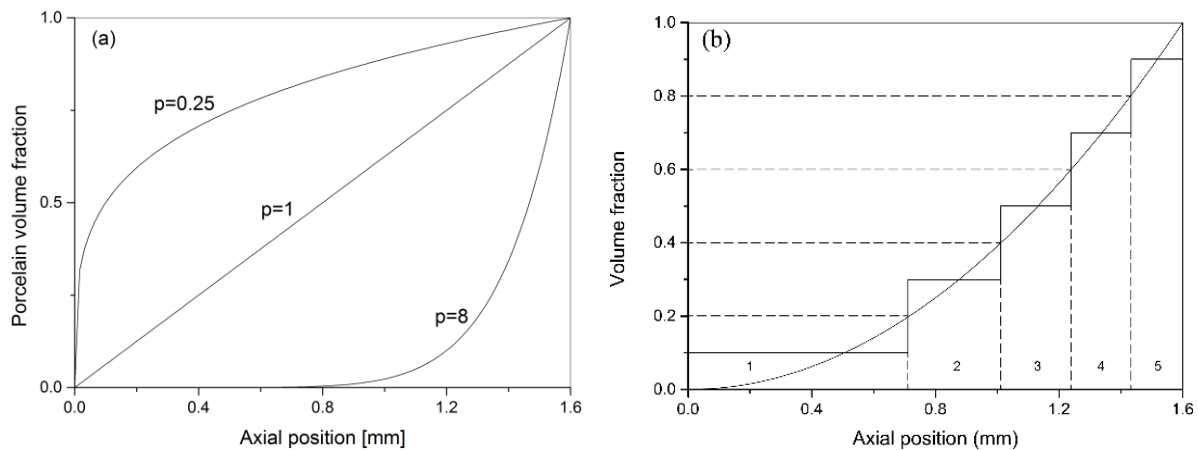 (a)
1.0
0.5
0.0
Porcelain volume fraction
p=0.25
p=1
p=8
0.0 0.4 0.8 1.2 1.6
Axial position [mm]
(b)
1.0
0.8
0.6
0.4
0.2
0.0
Volume fraction
1 2 3 4 5
0.0 0.4 0.8 1.2 1.6
Axial position (mm)